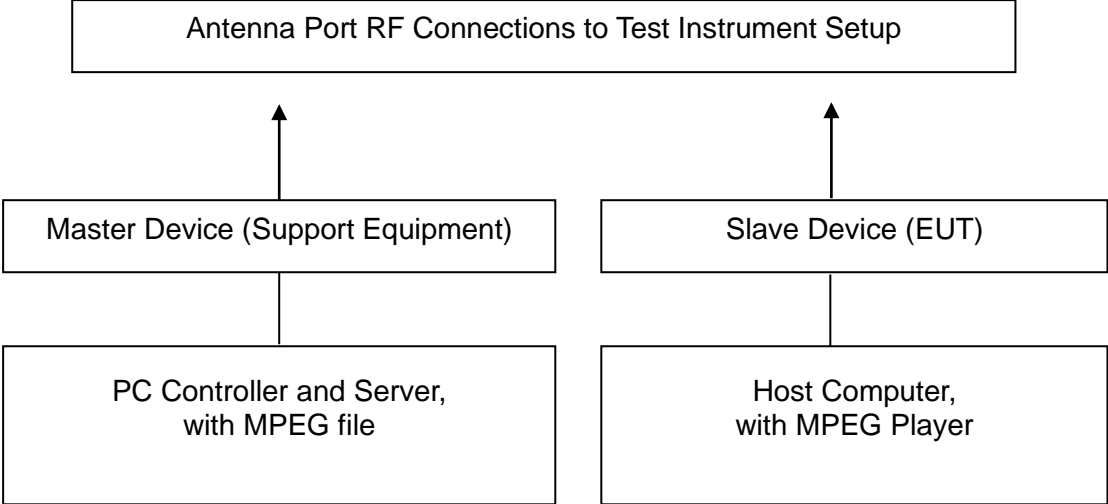 Antenna Port RF Connections to Test Instrument Setup
Master Device (Support Equipment)
Slave Device (EUT)
PC Controller and Server,
with MPEG file
Host Computer,
with MPEG Player